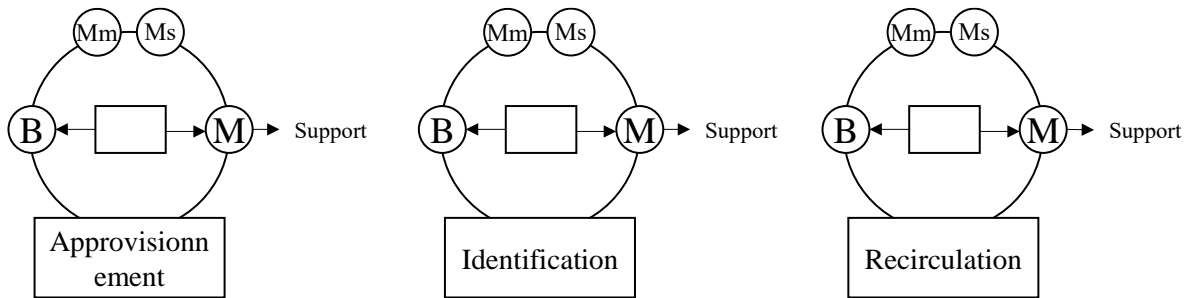 Mm Ms Mm Ms Mm Ms
B M Support B M Support B M Support
Approvisionn
ement
Identification
Recirculation